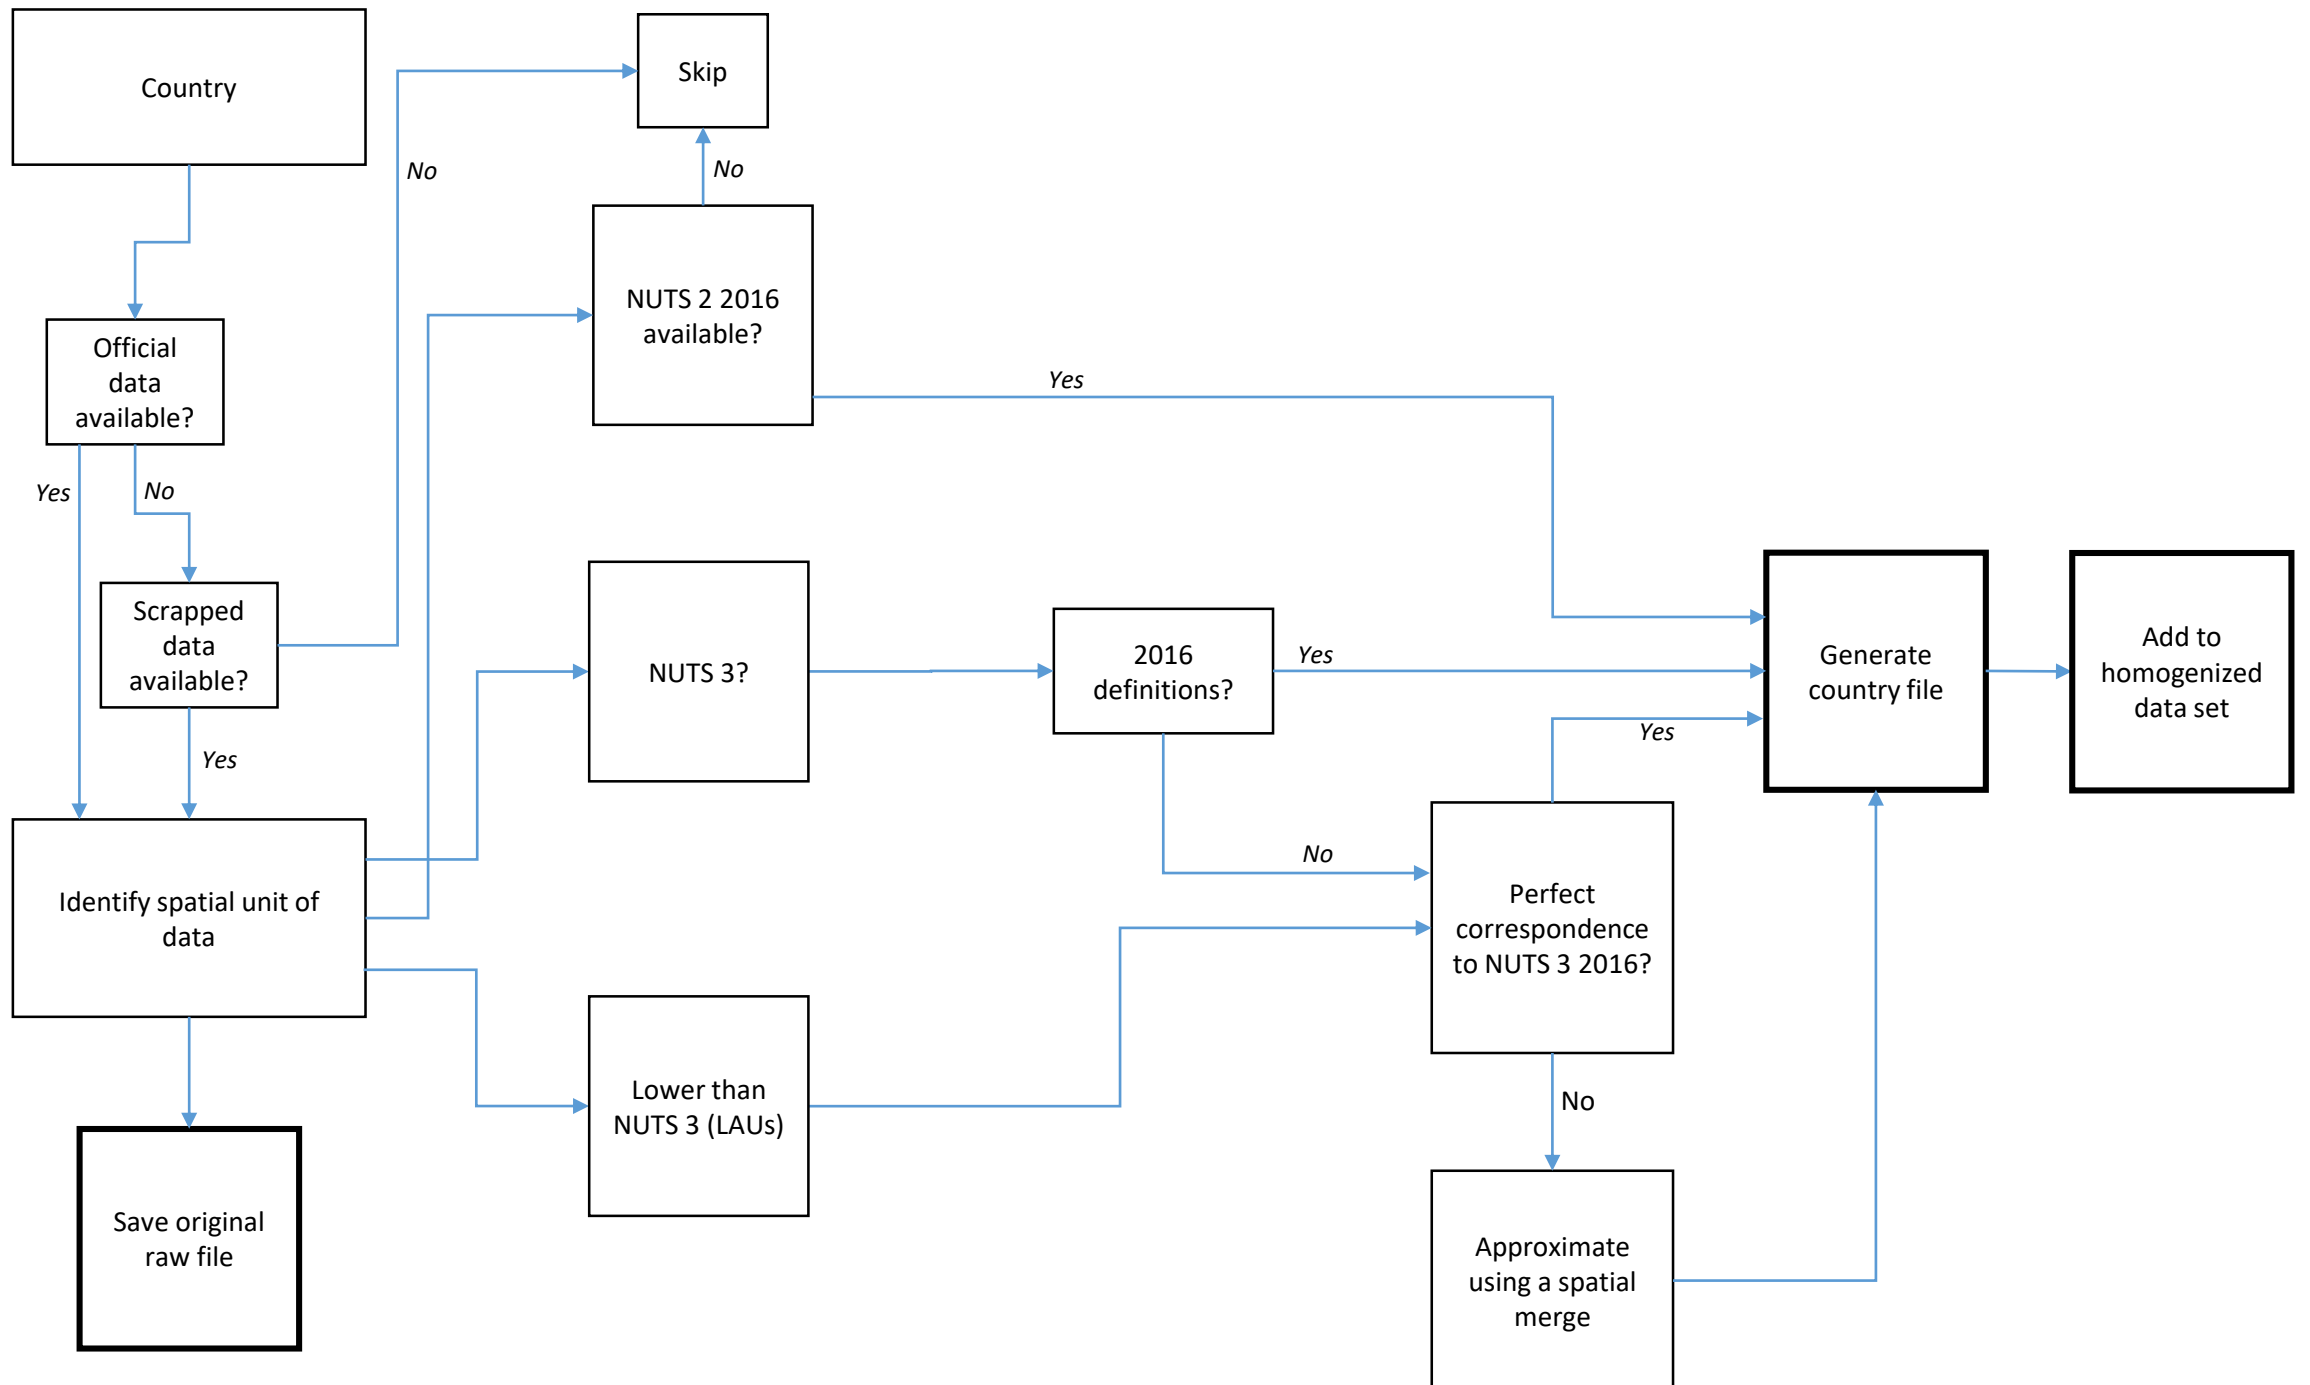 Country
Skip
No
No
NUTS 2 2016
available?
Official
data
available?
Yes
Yes
No
Scrapped
data
available?
NUTS 3?
2016
definitions?
Yes
Generate
country file
Add to
homogenized
data set
Yes
Yes
No
Identify spatial unit of
data
Perfect
correspondence
to NUTS 3 2016?
Lower than
NUTS 3 (LAUs)
No
Save original
raw file
Approximate
using a spatial
merge